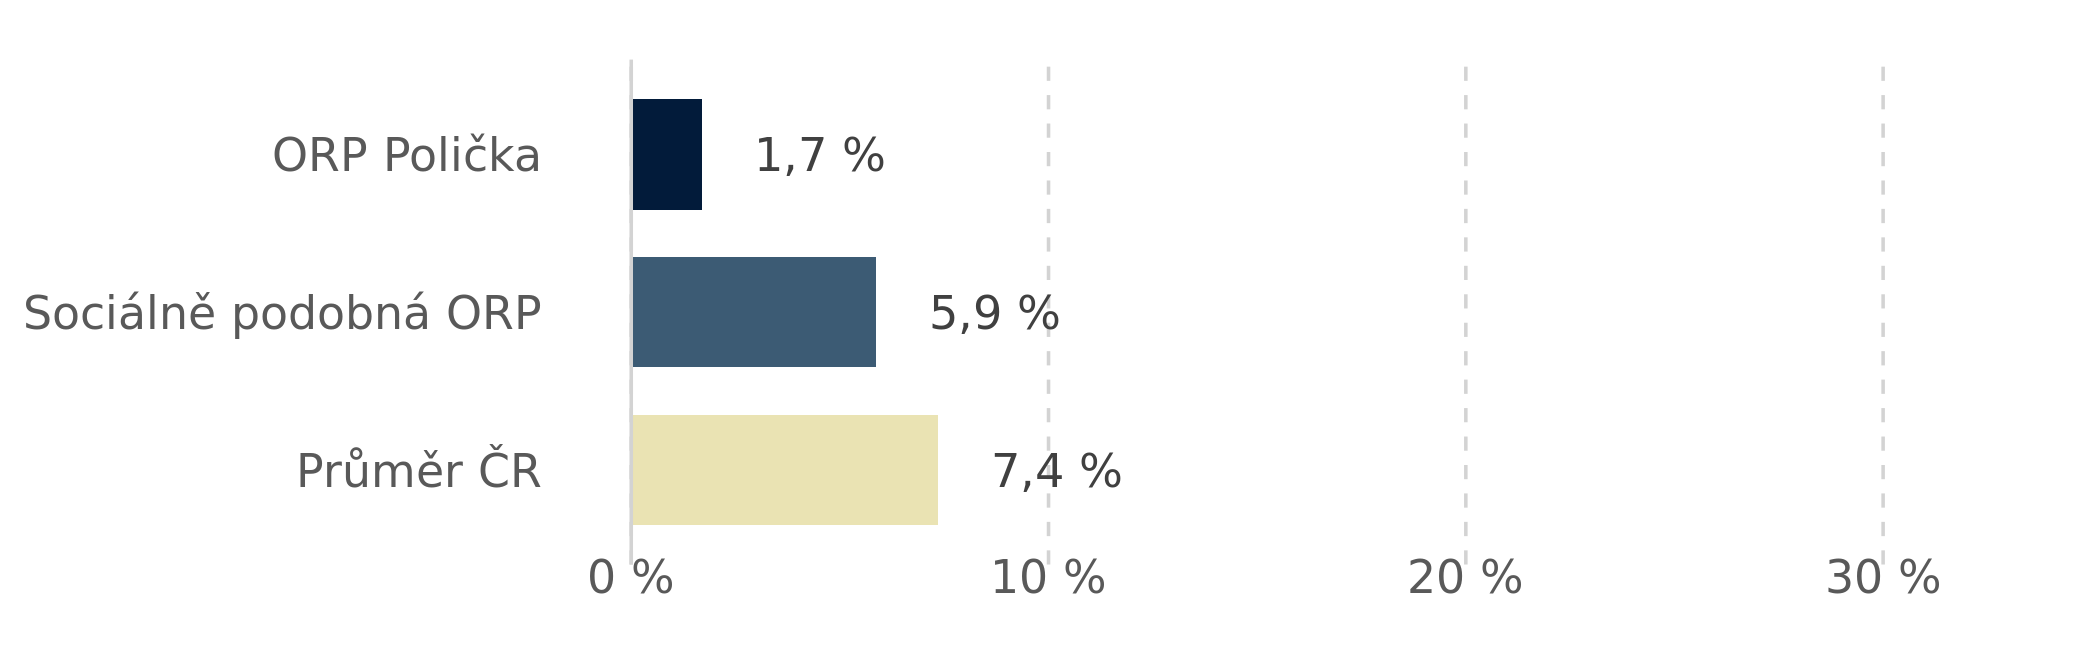 ORP Polička 1,7 %
Sociálně podobná ORP 5,9 %
Průměr ČR 7,4 %
0 % 10 % 20 % 30 %